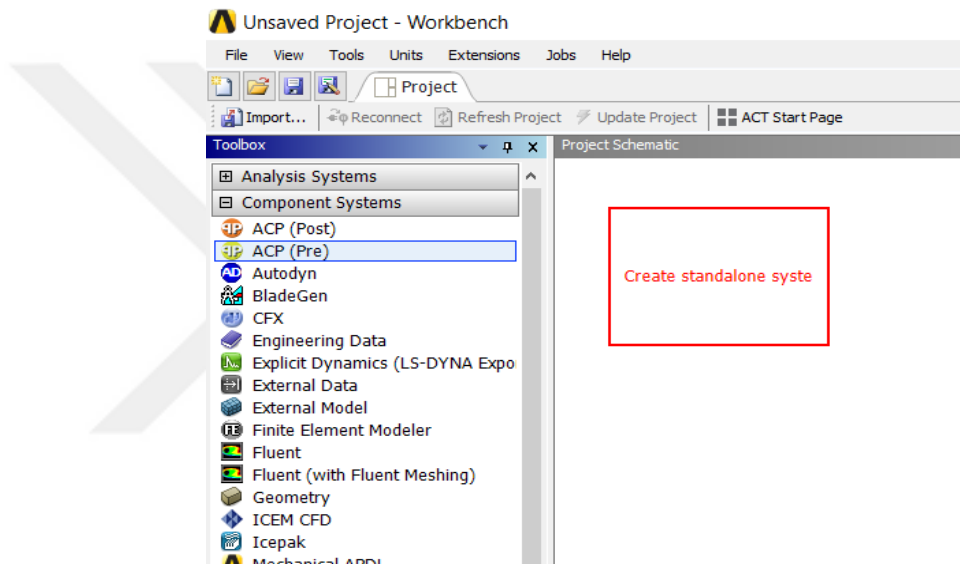 Unsaved Project - Workbench
File View Tools Units Extensions Jobs Help
Project
Import... Reconnect Refresh Project Update Project ACT Start Page
Toolbox
Project Schematic
Analysis Systems
Component Systems
ACP (Post)
ACP (Pre)
Create standalone syste
Autodyn
BladeGen
CFX
Engineering Data
Explicit Dynamics (LS-DYNA Expo
External Data
External Model
Finite Element Modeler
Fluent
Fluent (with Fluent Meshing)
Geometry
ICEM CFD
Icepak
Mechanical APDL